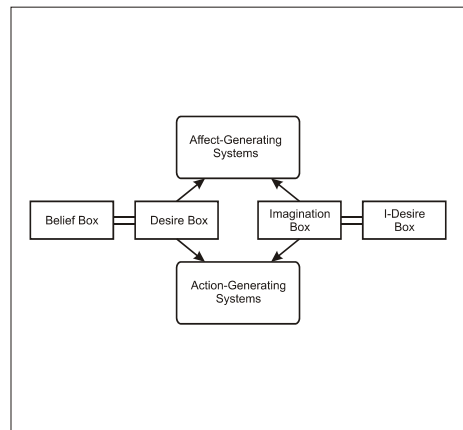 Affect-Generating
Systems
Belief Box
Desire Box
Imagination
Box
I-Desire
Box
Action-Generating
Systems